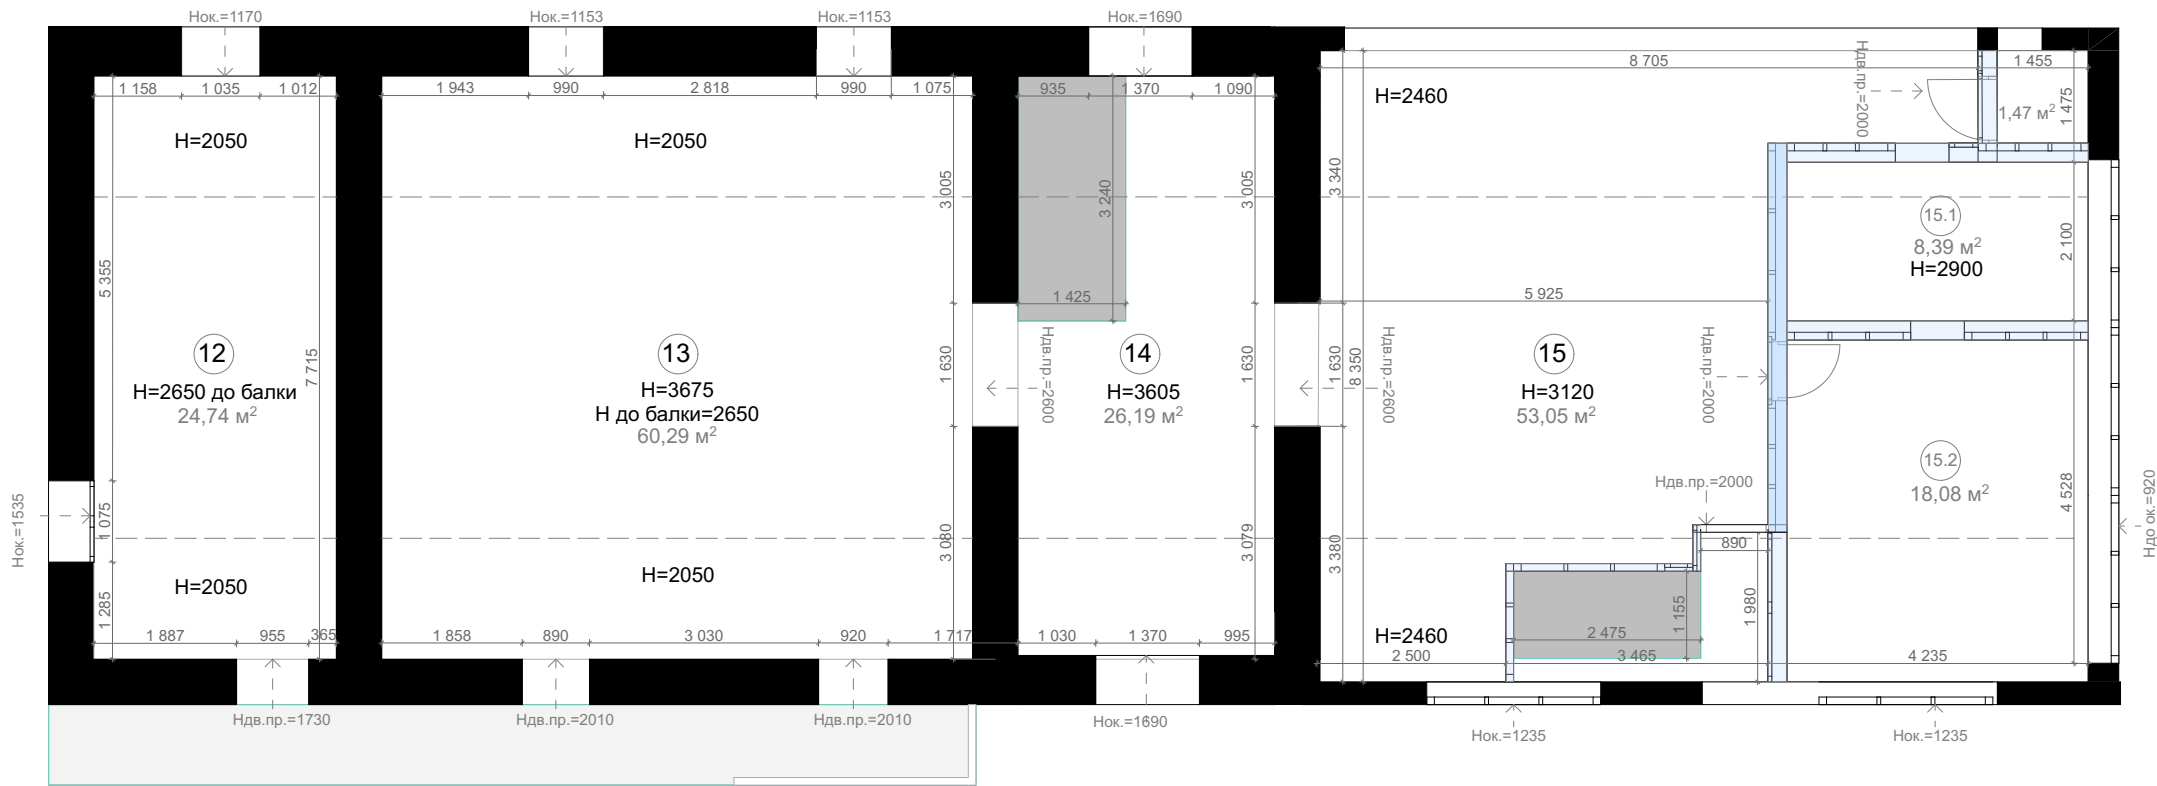 Нок.=1170
Нок.=1153
Нок.=1153
Нок.=1690
1 158
1 035
1 012
1 943
990
2 818
990
1 075
935
1 370
1 090
8 705
1 455
H=2050
H=2050
H=2460
Ндв.пр.=2000
1 475
1,47 м²
5 355
7 715
3 005
3 240
3 005
3 340
15.1
8,39 м²
H=2900
2 100
1 425
5 925
12
H=2650 до балки
24,74 м²
13
H=3675
Н до балки=2650
60,29 м²
1 630
Ндв.пр.=2600
14
H=3605
26,19 м²
1 630
1 630
8 350
Ндв.пр.=2600
15
H=3120
53,05 м²
Ндв.пр.=2000
15.2
18,08 м²
4 528
Ндо ок.=920
Ндв.пр.=2000
Нок.=1535
1 075
1 285
3 080
3 079
3 380
890
1 980
1 155
2 475
H=2050
H=2050
H=2460
1 887
955
365
1 858
890
3 030
920
1 717
1 030
1 370
995
2 500
3 465
4 235
Ндв.пр.=1730
Ндв.пр.=2010
Ндв.пр.=2010
Нок.=1690
Нок.=1235
Нок.=1235